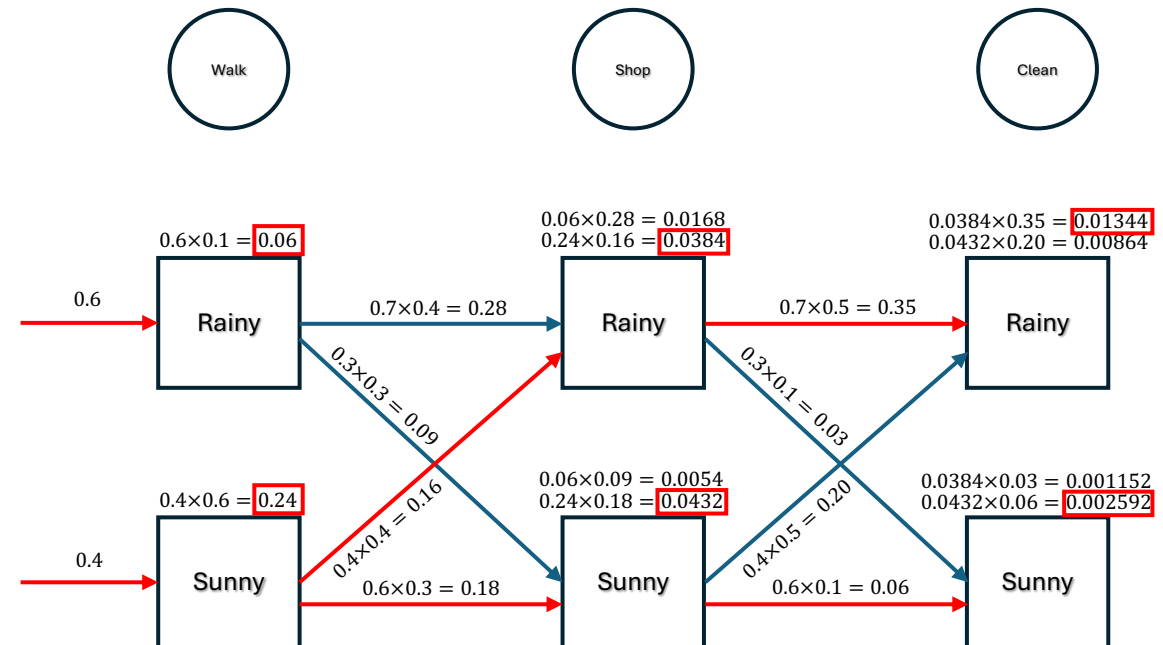 Walk
Shop
Clean
0.6×0.1 = 0.06
0.06×0.28 = 0.0168
0.24×0.16 = 0.0384
0.0384×0.35 = 0.01344
0.0432×0.20 = 0.00864
0.6
Rainy
0.7×0.4 = 0.28
Rainy
0.7×0.5 = 0.35
Rainy
0.3×0.3 = 0.09
0.3×0.1 = 0.03
0.4×0.6 = 0.24
0.4×0.4 = 0.16
0.06×0.09 = 0.0054
0.24×0.18 = 0.0432
0.4×0.5 = 0.20
0.0384×0.03 = 0.001152
0.0432×0.06 = 0.002592
0.4
Sunny
0.6×0.3 = 0.18
Sunny
0.6×0.1 = 0.06
Sunny